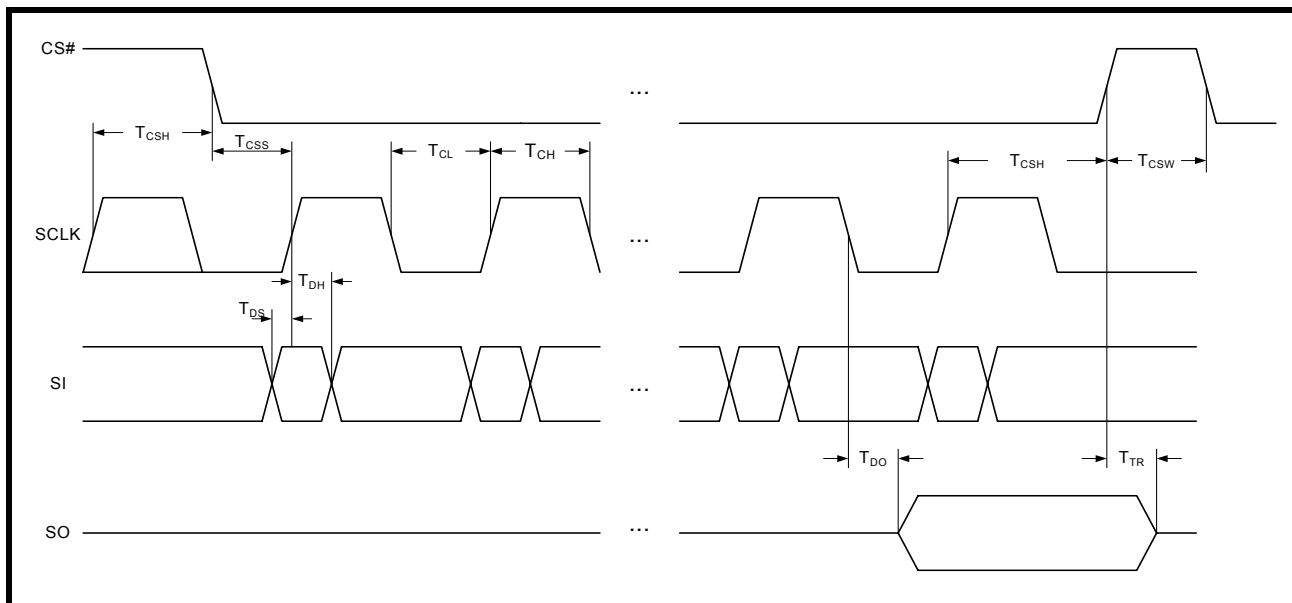 CS#
...
T_CSH
T_CSS
T_CL
T_CH
T_CSH
T_CSW
SCLK
...
T_DH
T_DS
SI
...
T_DO
T_TR
SO
...